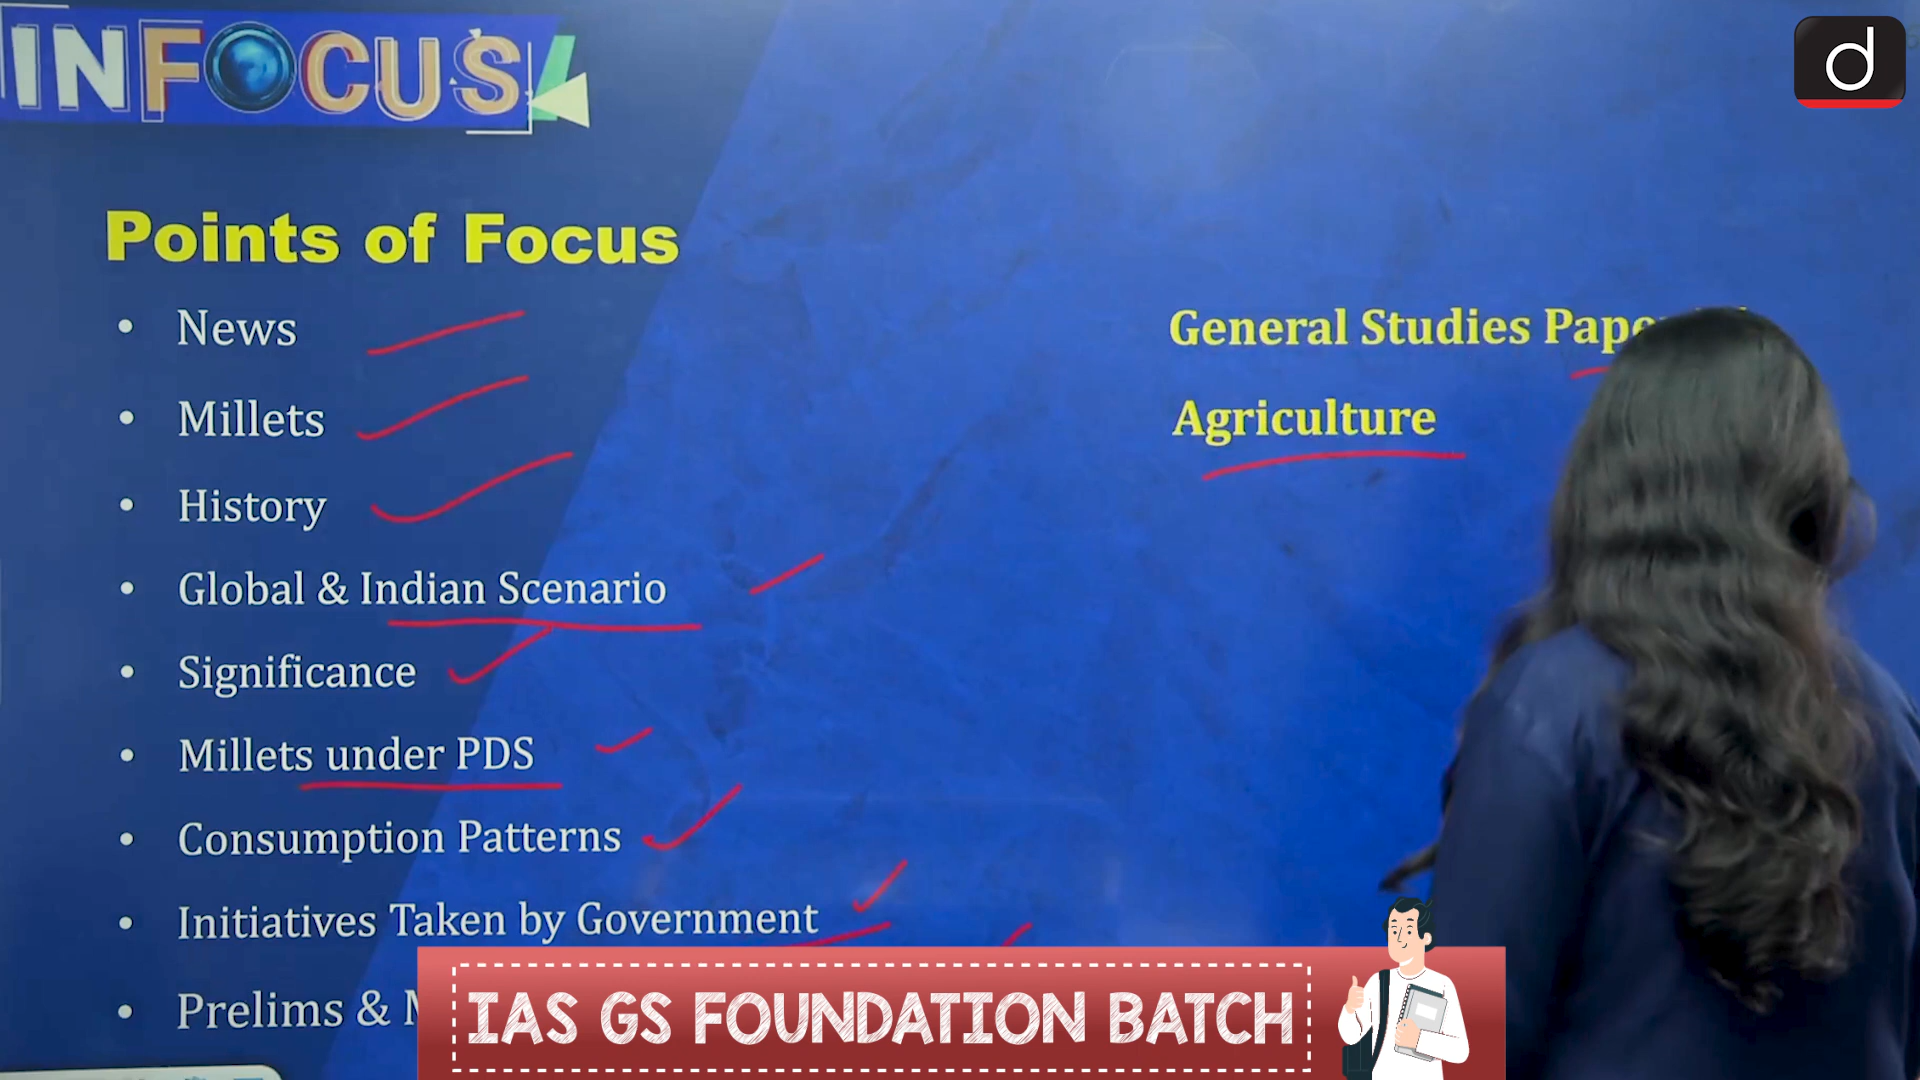 INFOCUS
d
Points of Focus
• News
• Millets
• History
• Global & Indian Scenario
• Significance
• Millets under PDS
• Consumption Patterns
• Initiatives Taken by Government
• Prelims &
General Studies
Agriculture
IAS GS FOUNDATION BATCH